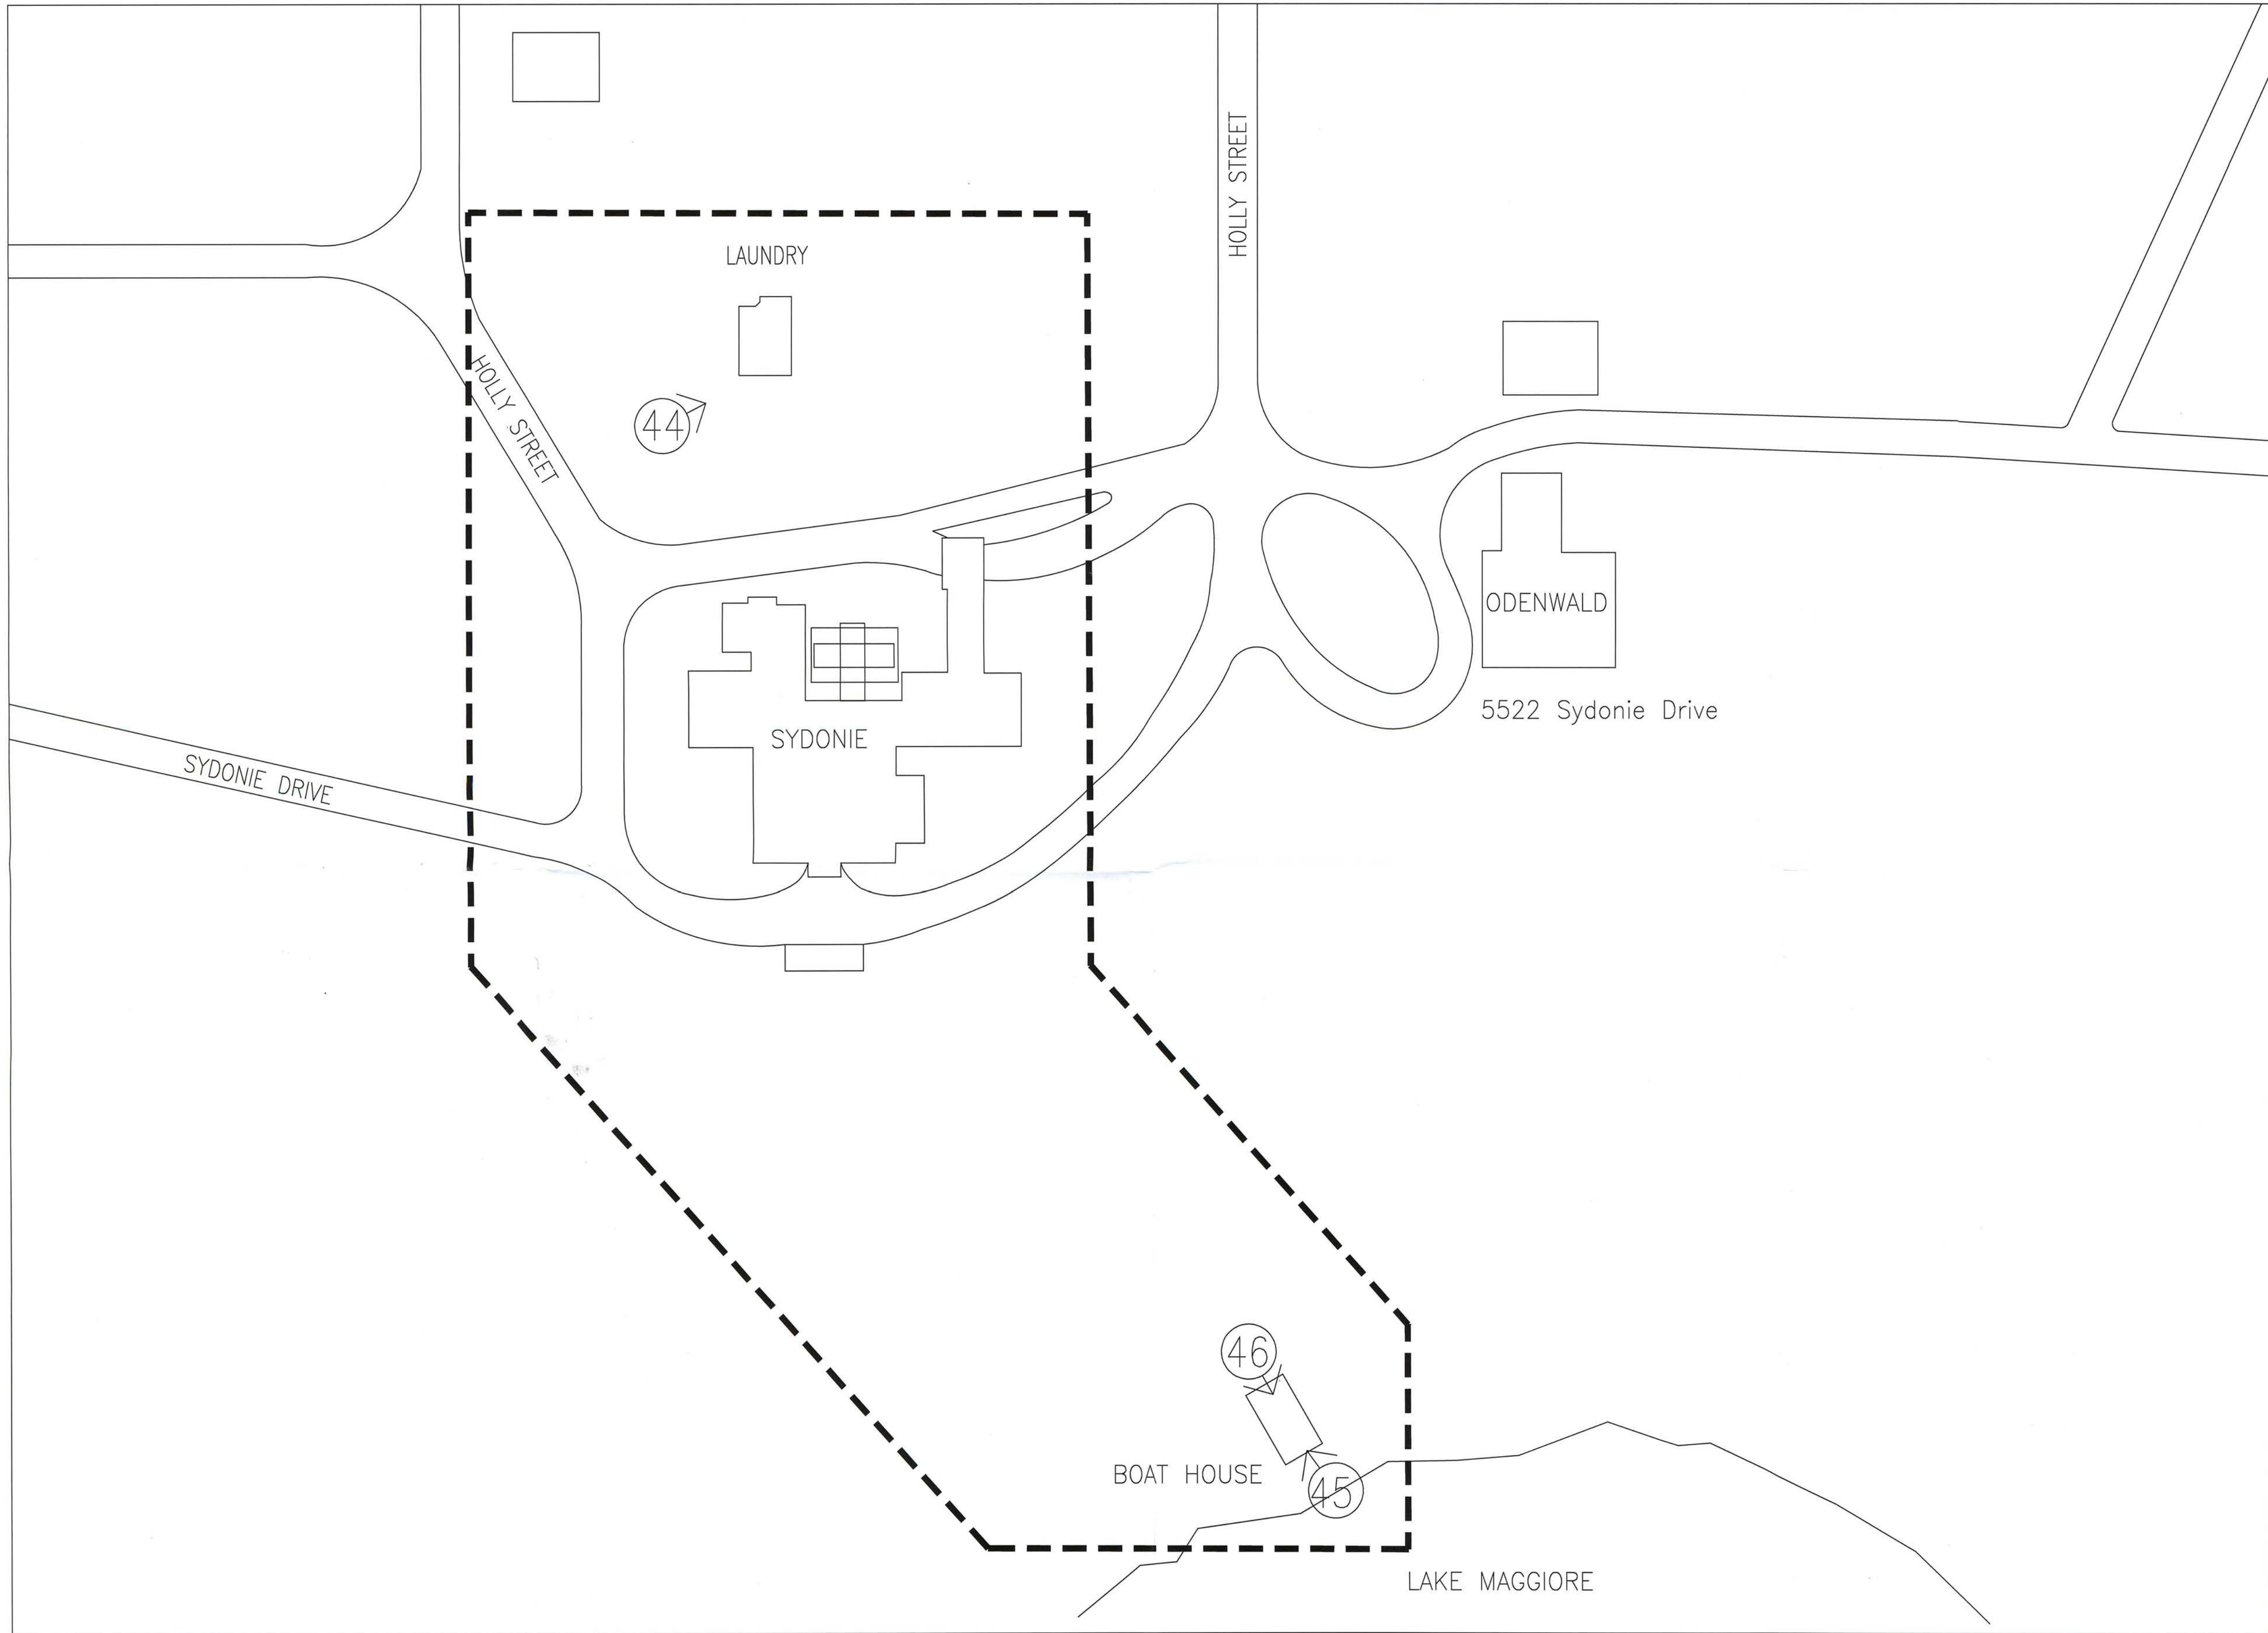 HOLLY STREET
LAUNDRY
HOLLY STREET
44
ODENWALD
5522 Sydonie Drive
SYDONIE
SYDONIE DRIVE
46
BOAT HOUSE
45
LAKE MAGGIORE